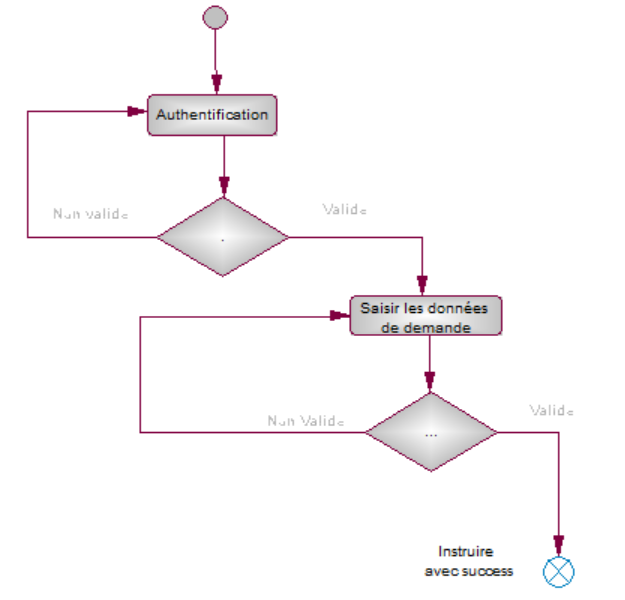 Authentification
Non valide
Valide
.
Saisir les données
de demande
Non Valide
Valide
...
Instruire
avec success